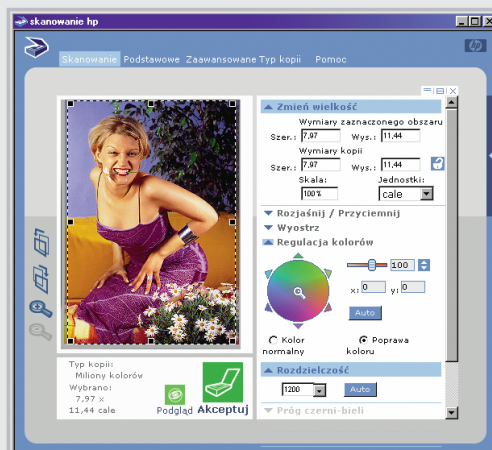 skanowanie hp
hp
Skanowanie Podstawowe Zaawansowane Typ kopii Pomoc
Zmień wielkość
Wymiary zaznaczonego obszaru
Szer.: 7,97 Wys.: 11,44
Wymiary kopii
Szer.: 7,97 Wys.: 11,44
Skala: Jednostki:
100% cale
Rozjaśnij / Przyciemnij
Wyostrz
Regulacja kolorów
100
x: 0 y: 0
Auto
Kolor normalny
Poprawa koloru
Rozdzielczość
1200 Auto
Próg czerni-bieli
Typ kopii:
Miliony kolorów
Wybrano:
7,97 ×
11,44 cale
Podgląd Akceptuj